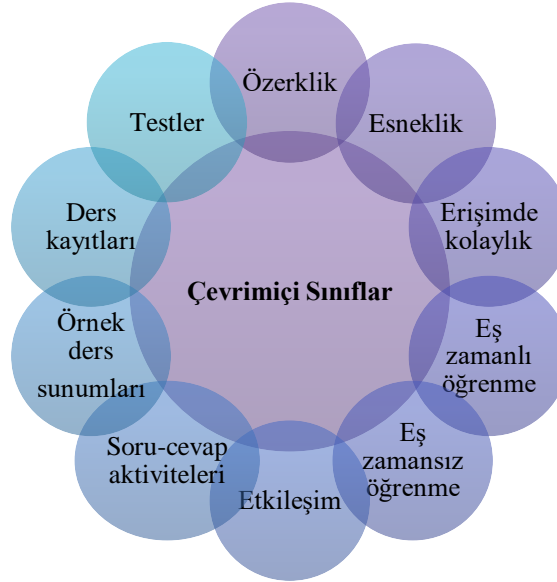 Özerklik
Esneklik
Erişimde
kolaylık
Eş
zamanlı
öğrenme
Eş
zamansız
öğrenme
Etkileşim
Soru-cevap
aktiviteleri
Örnek
ders
sunumları
Ders
kayıtları
Testler
Çevrimiçi Sınıflar